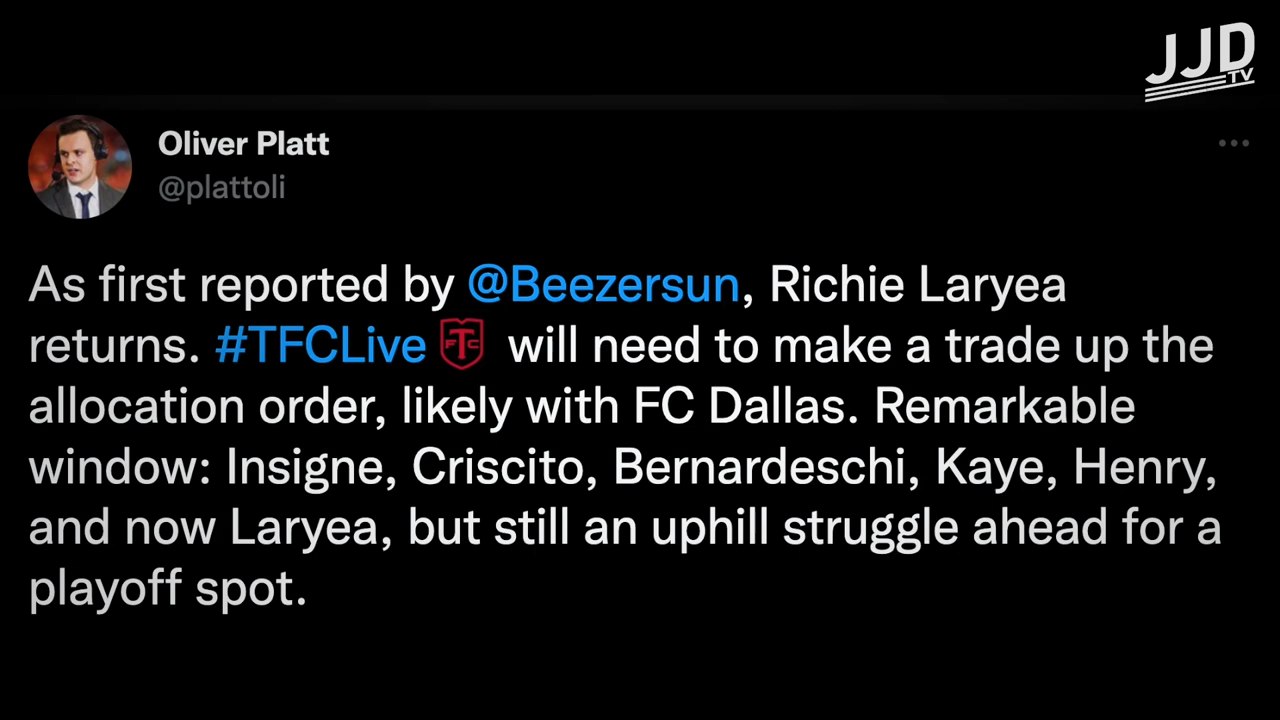 JJD
TV
Oliver Platt
@plattoli
As first reported by @Beezersun, Richie Laryea
returns. #TFCLive TFC will need to make a trade up the
allocation order, likely with FC Dallas. Remarkable
window: Insigne, Criscito, Bernardeschi, Kaye, Henry,
and now Laryea, but still an uphill struggle ahead for a
playoff spot.